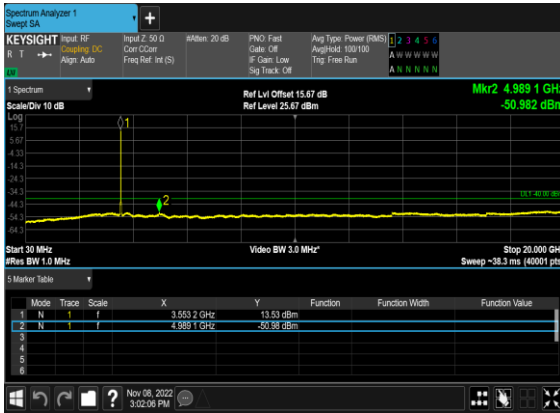 Spectrum Analyzer 1
Swept SA
+
KEYSIGHT Input: RF Input Z: 50 Ω #Atten: 20 dB PNO: Fast Avg Type: Power (RMS) 1 2 3 4 5 6
R T Coupling: DC Corr CCorr Gate: Off Avg|Hold: 100/100 A W W W W W
Align: Auto Freq Ref: Int (S) IF Gain: Low Trig: Free Run
Sig Track: Off A N N N N N
1 Spectrum Ref Lvl Offset 15.67 dB Mkr2 4.989 1 GHz
Scale/Div 10 dB Ref Level 25.67 dBm -50.982 dBm
Log
15.7
5.67
-4.33
-14.3
-24.3
-34.3
-44.3
-54.3
-64.3
1
2
DL1 -40.00 dBm
Start 30 MHz Video BW 3.0 MHz* Stop 20.000 GHz
#Res BW 1.0 MHz Sweep ~38.3 ms (40001 pts)
5 Marker Table
Mode Trace Scale X Y Function Function Width Function Value
1 N 1 f 3.553 2 GHz 13.53 dBm
2 N 1 f 4.989 1 GHz -50.98 dBm
3
4
5
6
? Nov 08, 2022
3:02:06 PM